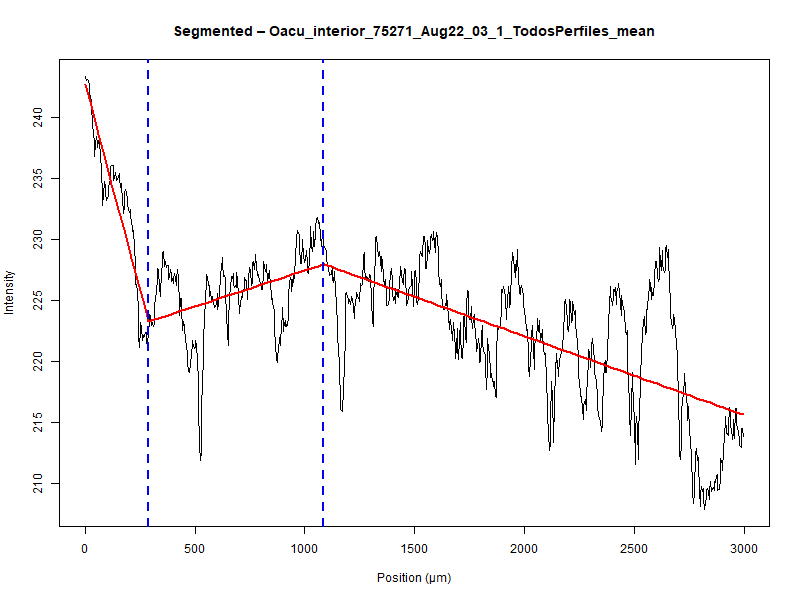 Segmented – Oacu_interior_75271_Aug22_03_1_TodosPerfiles_mean
Intensity
240
235
230
225
220
215
210
0 500 1000 1500 2000 2500 3000
Position (µm)